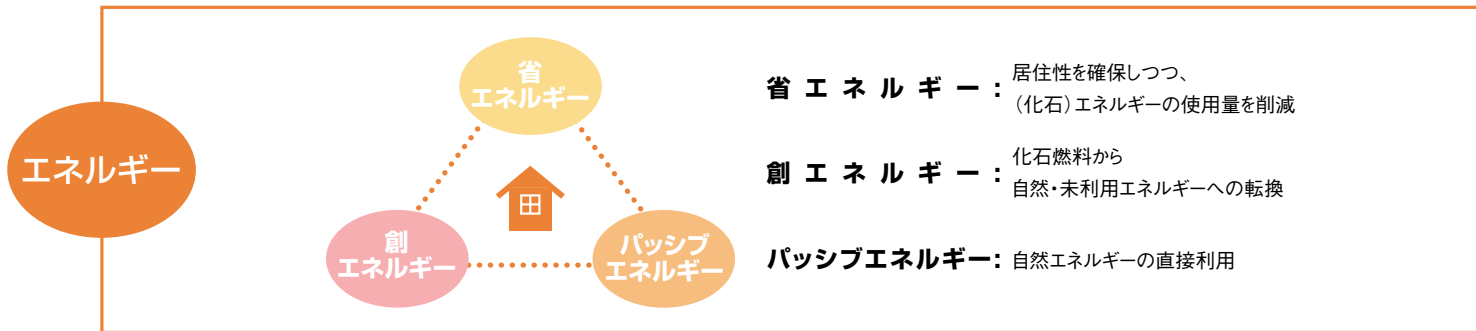 エネルギー
省
エネルギー
創
エネルギー
パッシブ
エネルギー
省エネルギー：居住性を確保しつつ、
（化石）エネルギーの使用量を削減
創エネルギー：化石燃料から
自然・未利用エネルギーへの転換
パッシブエネルギー：自然エネルギーの直接利用